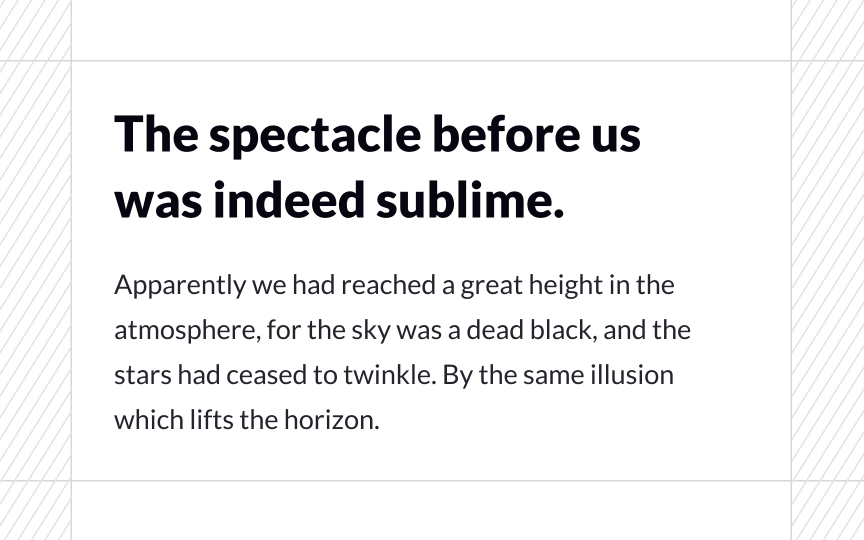 The spectacle before us
was indeed sublime.
Apparently we had reached a great height in the
atmosphere, for the sky was a dead black, and the
stars had ceased to twinkle. By the same illusion
which lifts the horizon.